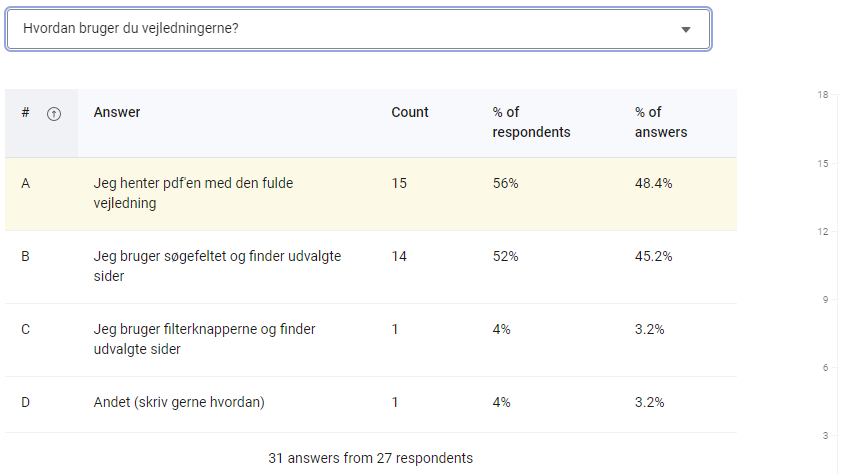 Hvordan bruger du vejledningerne?
# Answer Count % of respondents % of answers
A Jeg henter pdf'en med den fulde vejledning 15 56% 48.4%
B Jeg bruger søgefeltet og finder udvalgte sider 14 52% 45.2%
C Jeg bruger filterknapperne og finder udvalgte sider 1 4% 3.2%
D Andet (skriv gerne hvordan) 1 4% 3.2%
31 answers from 27 respondents
18
15
12
9
6
3